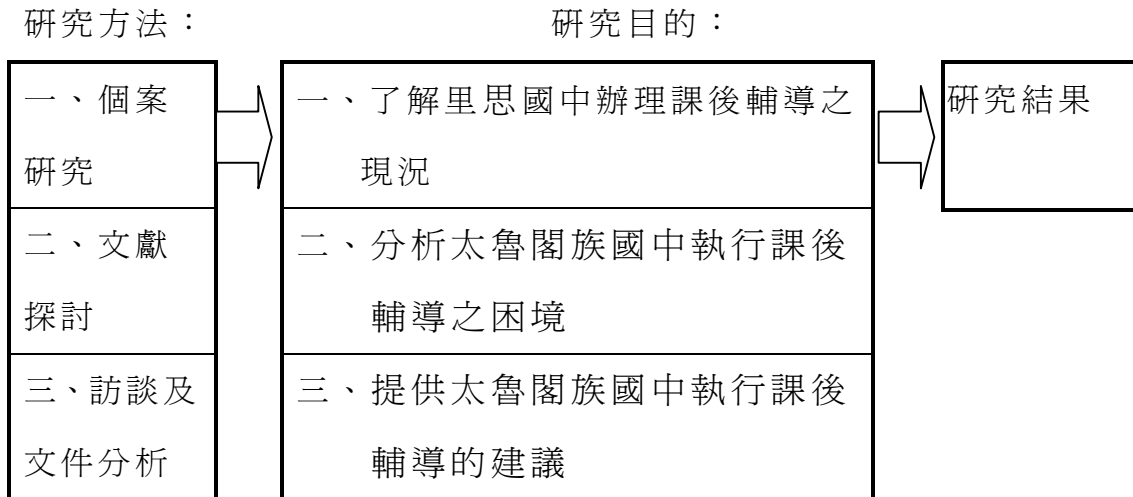 研究方法：
研究目的：
一、個案
研究
一、了解里思國中辦理課後輔導之
現況
研究結果
二、文獻
探討
二、分析太魯閣族國中執行課後
輔導之困境
三、訪談及
文件分析
三、提供太魯閣族國中執行課後
輔導的建議